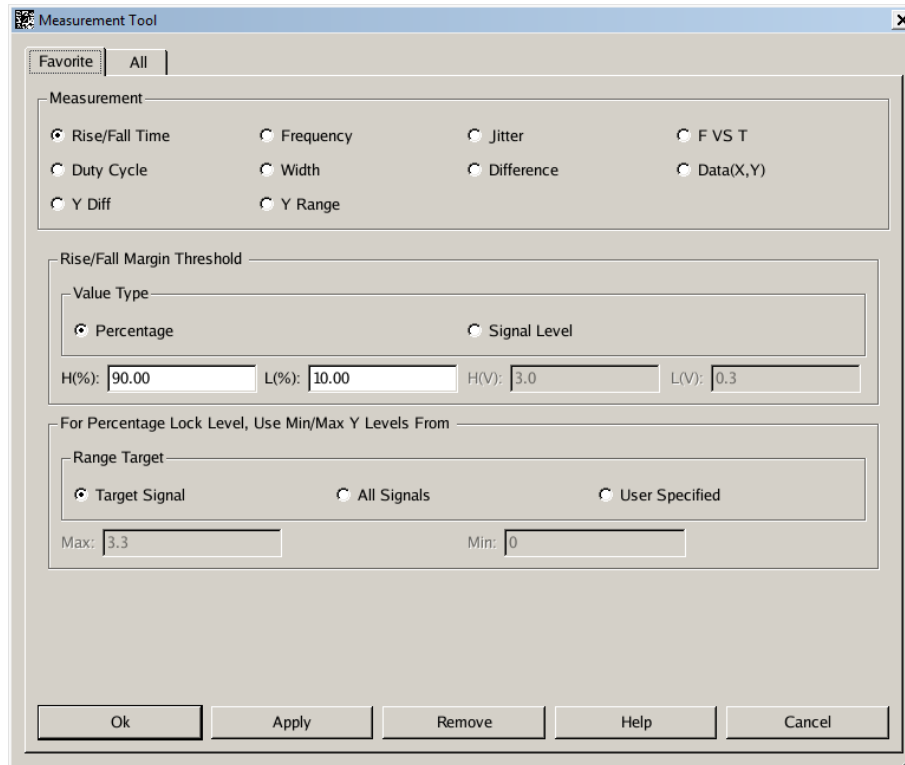 Measurement Tool
Favorite All
Measurement
Rise/Fall Time Frequency Jitter F VS T
Duty Cycle Width Difference Data(X,Y)
Y Diff Y Range
Rise/Fall Margin Threshold
Value Type
Percentage Signal Level
H(%): 90.00 L(%): 10.00 H(V): 3.0 L(V): 0.3
For Percentage Lock Level, Use Min/Max Y Levels From
Range Target
Target Signal All Signals User Specified
Max: 3.3 Min: 0
Ok Apply Remove Help Cancel